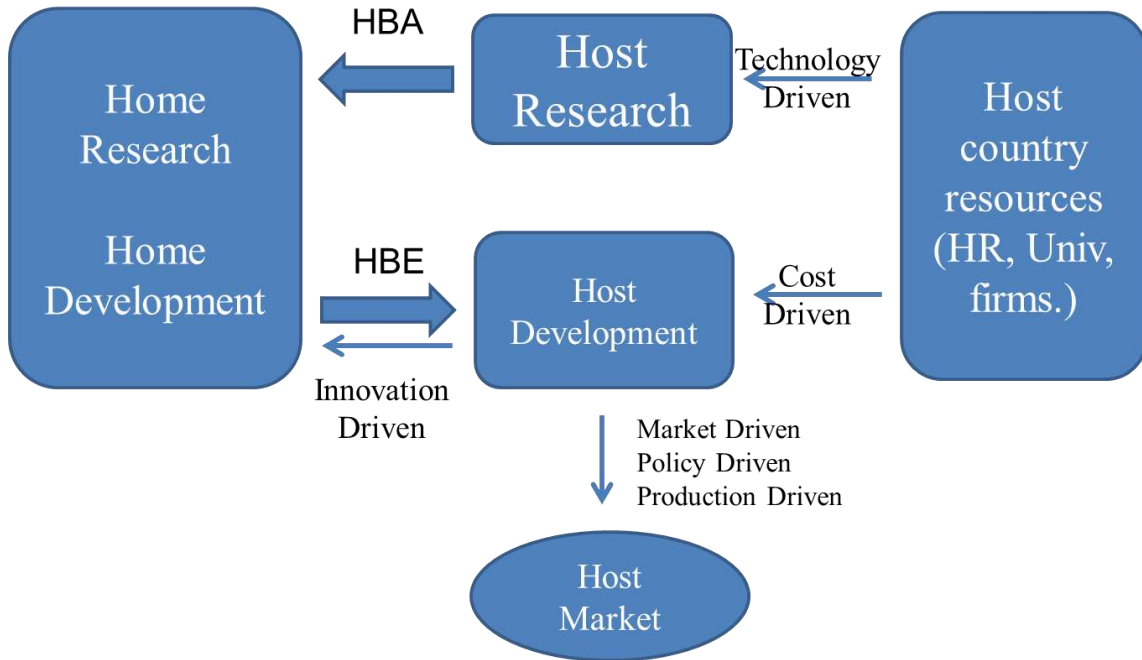 HBA
Home
Research
Home
Development
Host
Research
Technology
Driven
Host
country
resources
(HR, Univ,
firms.)
HBE
Innovation
Driven
Host
Development
Cost
Driven
Market Driven
Policy Driven
Production Driven
Host
Market